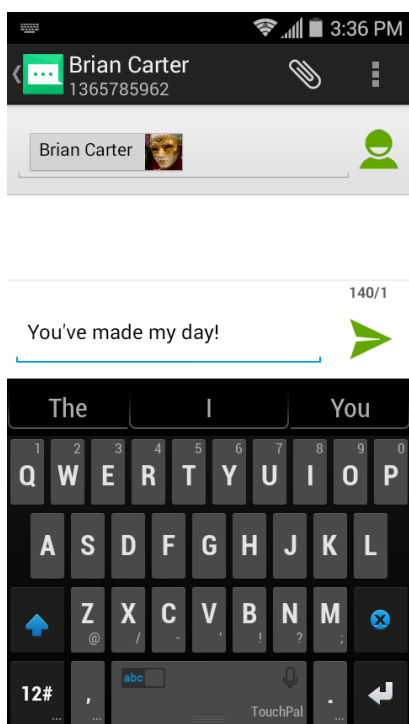 3:36 PM
Brian Carter
1365785962
Brian Carter
140/1
You've made my day!
The I You
1 2 3 4 5 6 7 8 9 0
Q W E R T Y U I O P
A S D F G H J K L
Z X C V B N M
@ / - ' ! ? ;
abc
12# , .
TouchPal